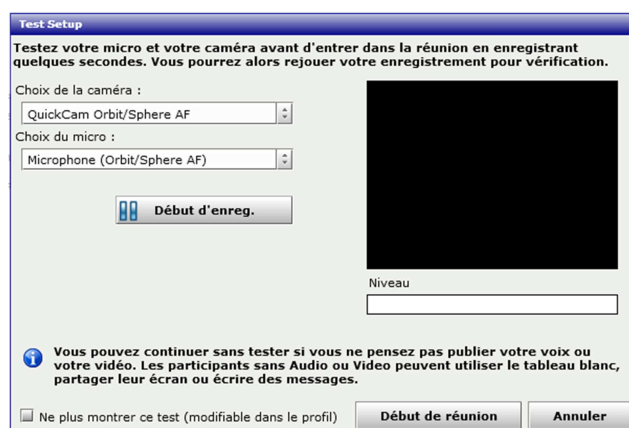 Test Setup
Testez votre micro et votre caméra avant d'entrer dans la réunion en enregistrant
quelques secondes. Vous pourrez alors rejouer votre enregistrement pour vérification.
Choix de la caméra :
QuickCam Orbit/Sphere AF
Choix du micro :
Microphone (Orbit/Sphere AF)
Début d'enreg.
Niveau
Vous pouvez continuer sans tester si vous ne pensez pas publier votre voix ou
votre vidéo. Les participants sans Audio ou Video peuvent utiliser le tableau blanc,
partager leur écran ou écrire des messages.
Ne plus montrer ce test (modifiable dans le profil)
Début de réunion
Annuler